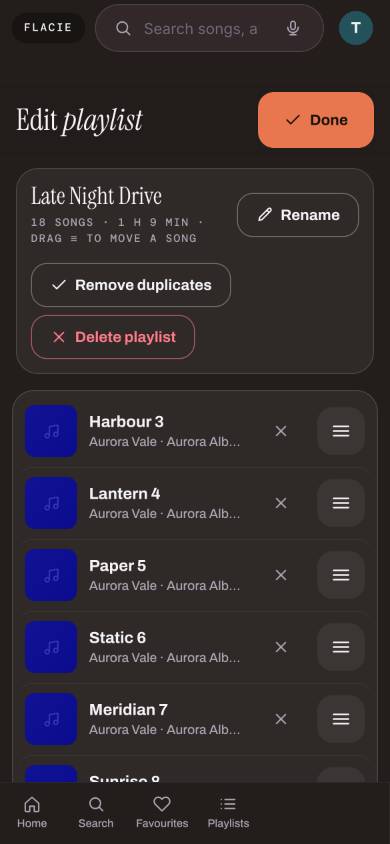 FLACIE
Search songs, a
T
Edit playlist
Done
Late Night Drive
18 SONGS · 1 H 9 MIN ·
DRAG ≡ TO MOVE A SONG
Rename
Remove duplicates
Delete playlist
Harbour 3
Aurora Vale · Aurora Alb…
Lantern 4
Aurora Vale · Aurora Alb…
Paper 5
Aurora Vale · Aurora Alb…
Static 6
Aurora Vale · Aurora Alb…
Meridian 7
Aurora Vale · Aurora Alb…
Sunrise 8
Home
Search
Favourites
Playlists